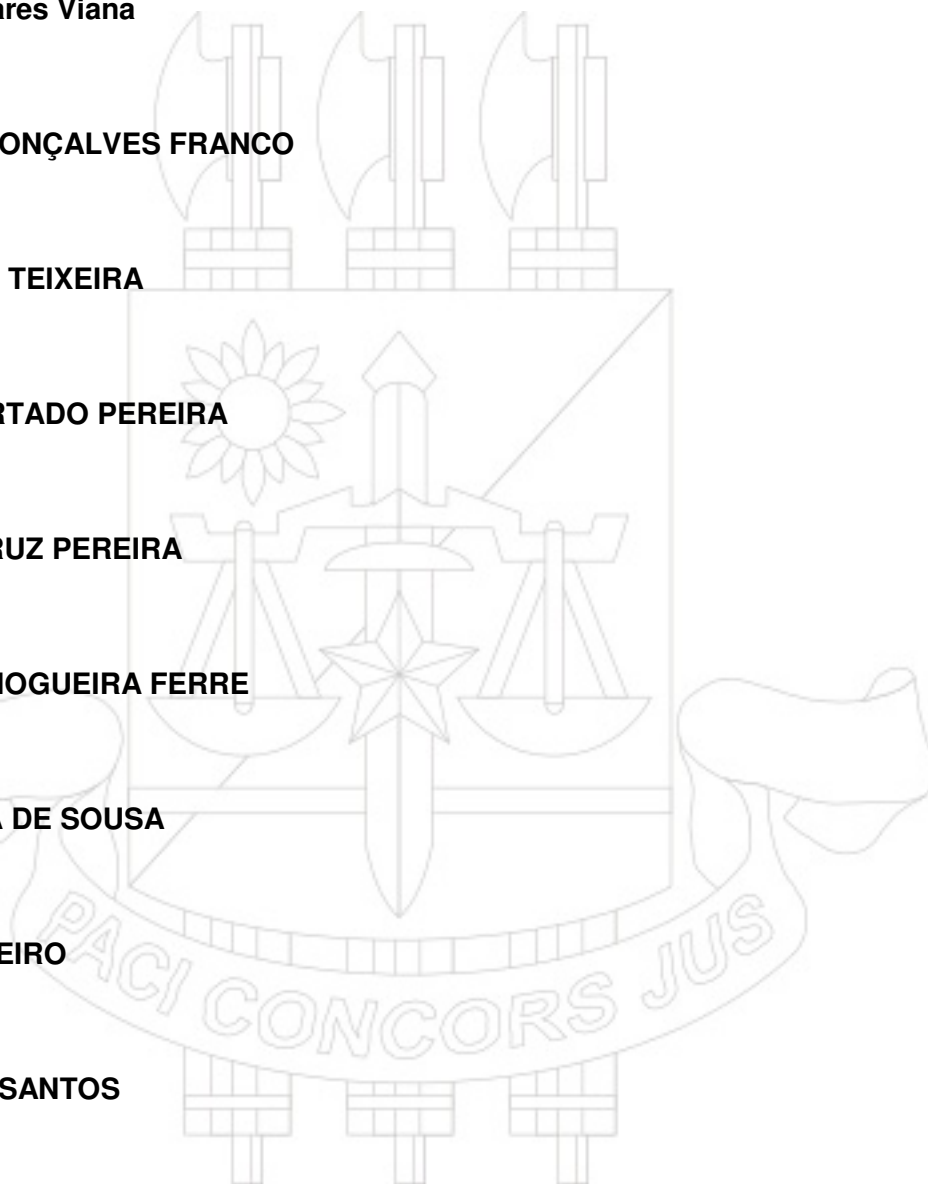 ares Viana
ONÇALVES FRANCO
TEIXEIRA
RTADO PEREIRA
RUZ PEREIRA
NOGUEIRA FERRE
A DE SOUSA
EIRO
SANTOS
PACI CONCORS JUS